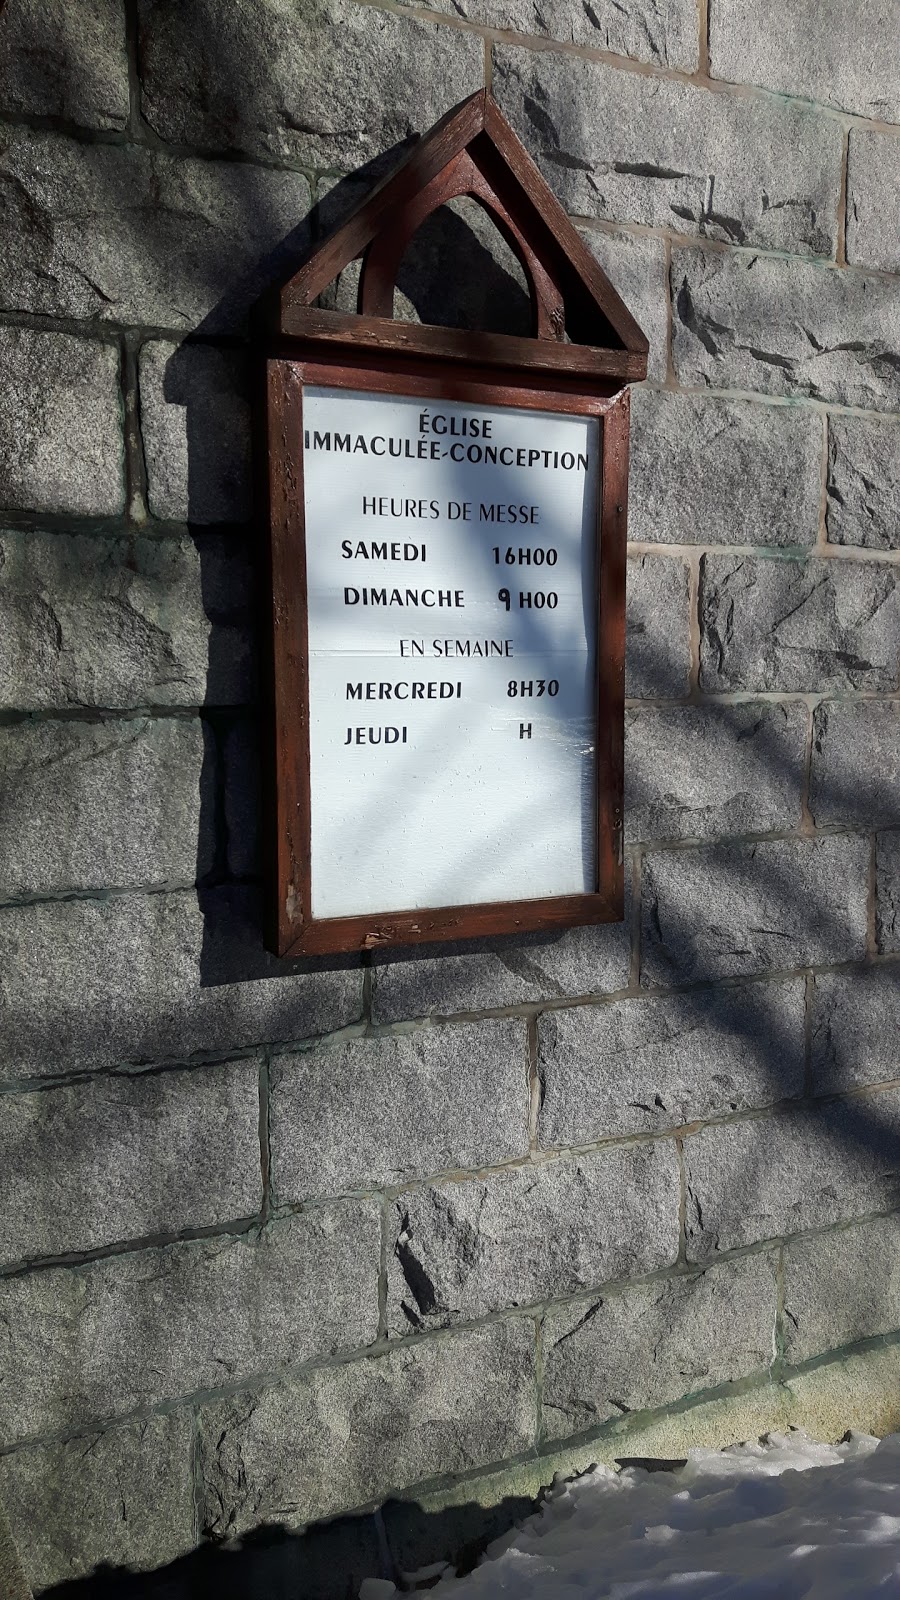 ÉGLISE
IMMACULÉE-CONCEPTION
HEURES DE MESSE
SAMEDI 16H00
DIMANCHE 9 H00
EN SEMAINE
MERCREDI 8H30
JEUDI H